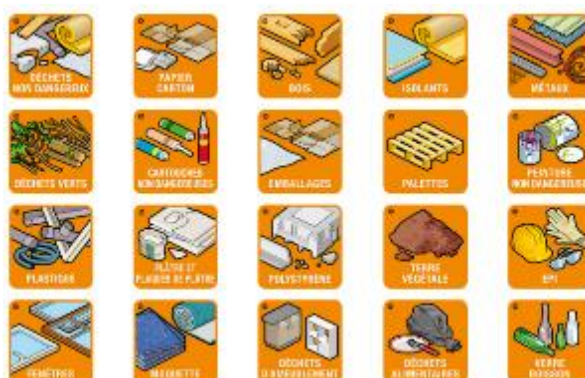 DÉCHETS
NON DANGEREUX
PAPIER
CARTON
BOIS
ISOLANTS
MÉTAUX
DÉCHETS VERTS
CARTOUCHES
NON DANGEREUSES
EMBALLAGES
PALETTES
PEINTURE
NON DANGEREUSE
PLASTIQUE
PLÂTRE ET
PLAQUES DE PLÂTRE
POLYSTYRÈNE
TERRE
VÉGÉTALE
EPI
FENÊTRES
MOQUETTE
DÉCHETS
D'AMEUBLEMENT
DÉCHETS
ALIMENTAIRES
VERRE
BOISSON